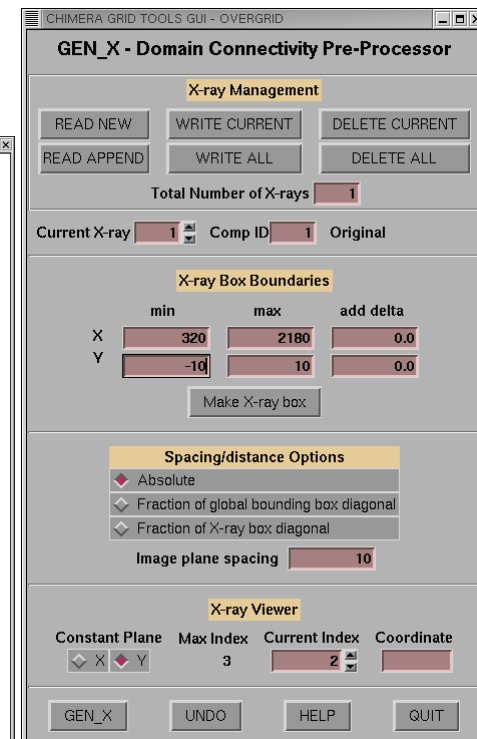 CHIMERA GRID TOOLS GUI - OVERGRID
GEN_X - Domain Connectivity Pre-Processor
X-ray Management
READ NEW WRITE CURRENT DELETE CURRENT
READ APPEND WRITE ALL DELETE ALL
Total Number of X-rays 1
Current X-ray 1 Comp ID 1 Original
X-ray Box Boundaries
min max add delta
X 320 2180 0.0
Y -10 10 0.0
Make X-ray box
Spacing/distance Options
Absolute
Fraction of global bounding box diagonal
Fraction of X-ray box diagonal
Image plane spacing 10
X-ray Viewer
Constant Plane Max Index Current Index Coordinate
X Y 3 2
GEN_X UNDO HELP QUIT